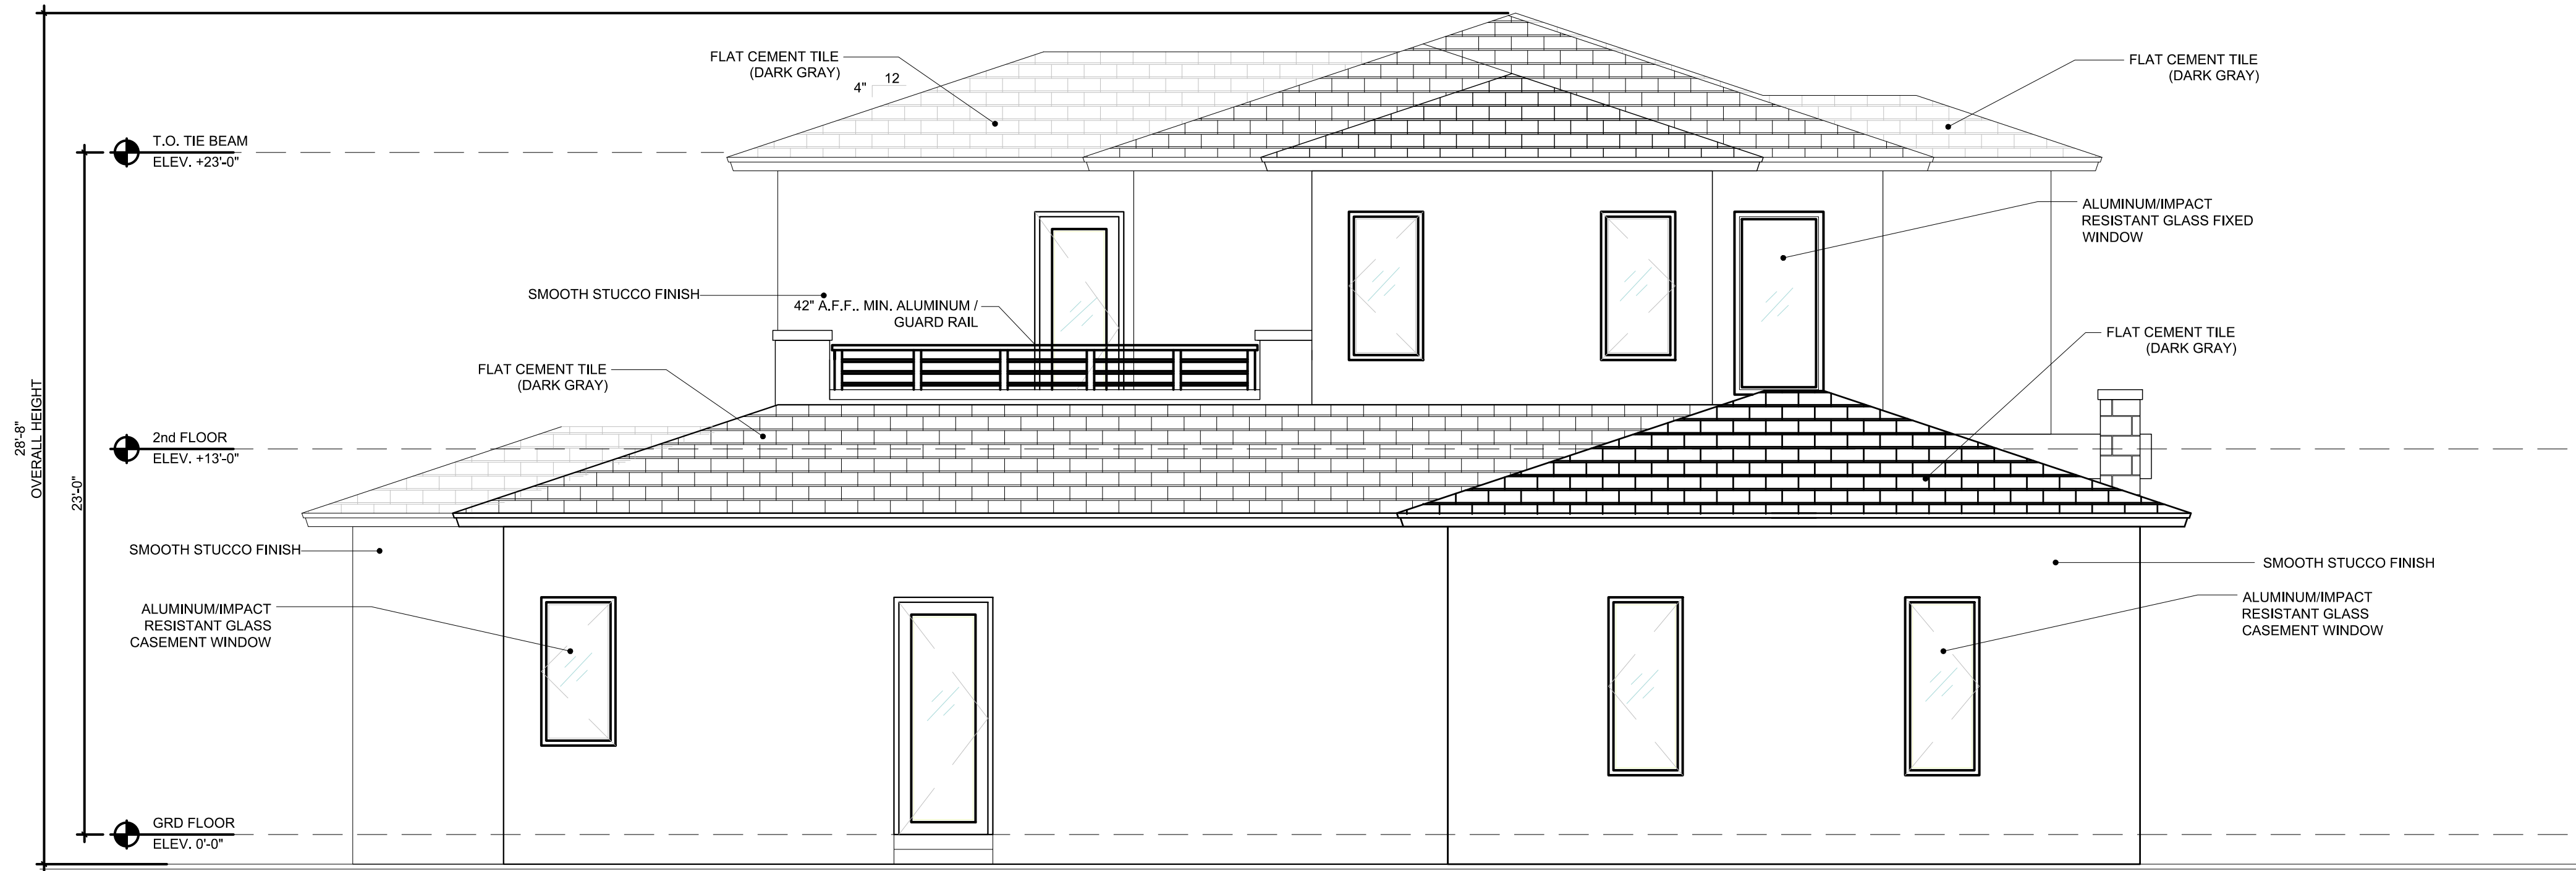 FLAT CEMENT TILE
(DARK GRAY)
12
4"
FLAT CEMENT TILE
(DARK GRAY)
T.O. TIE BEAM
ELEV. +23'-0"
ALUMINUM/IMPACT
RESISTANT GLASS FIXED
WINDOW
SMOOTH STUCCO FINISH
42" A.F.F.. MIN. ALUMINUM /
GUARD RAIL
FLAT CEMENT TILE
(DARK GRAY)
FLAT CEMENT TILE
(DARK GRAY)
28'-8"
OVERALL HEIGHT
23'-0"
2nd FLOOR
ELEV. +13'-0"
SMOOTH STUCCO FINISH
SMOOTH STUCCO FINISH
ALUMINUM/IMPACT
RESISTANT GLASS
CASEMENT WINDOW
ALUMINUM/IMPACT
RESISTANT GLASS
CASEMENT WINDOW
GRD FLOOR
ELEV. 0'-0"